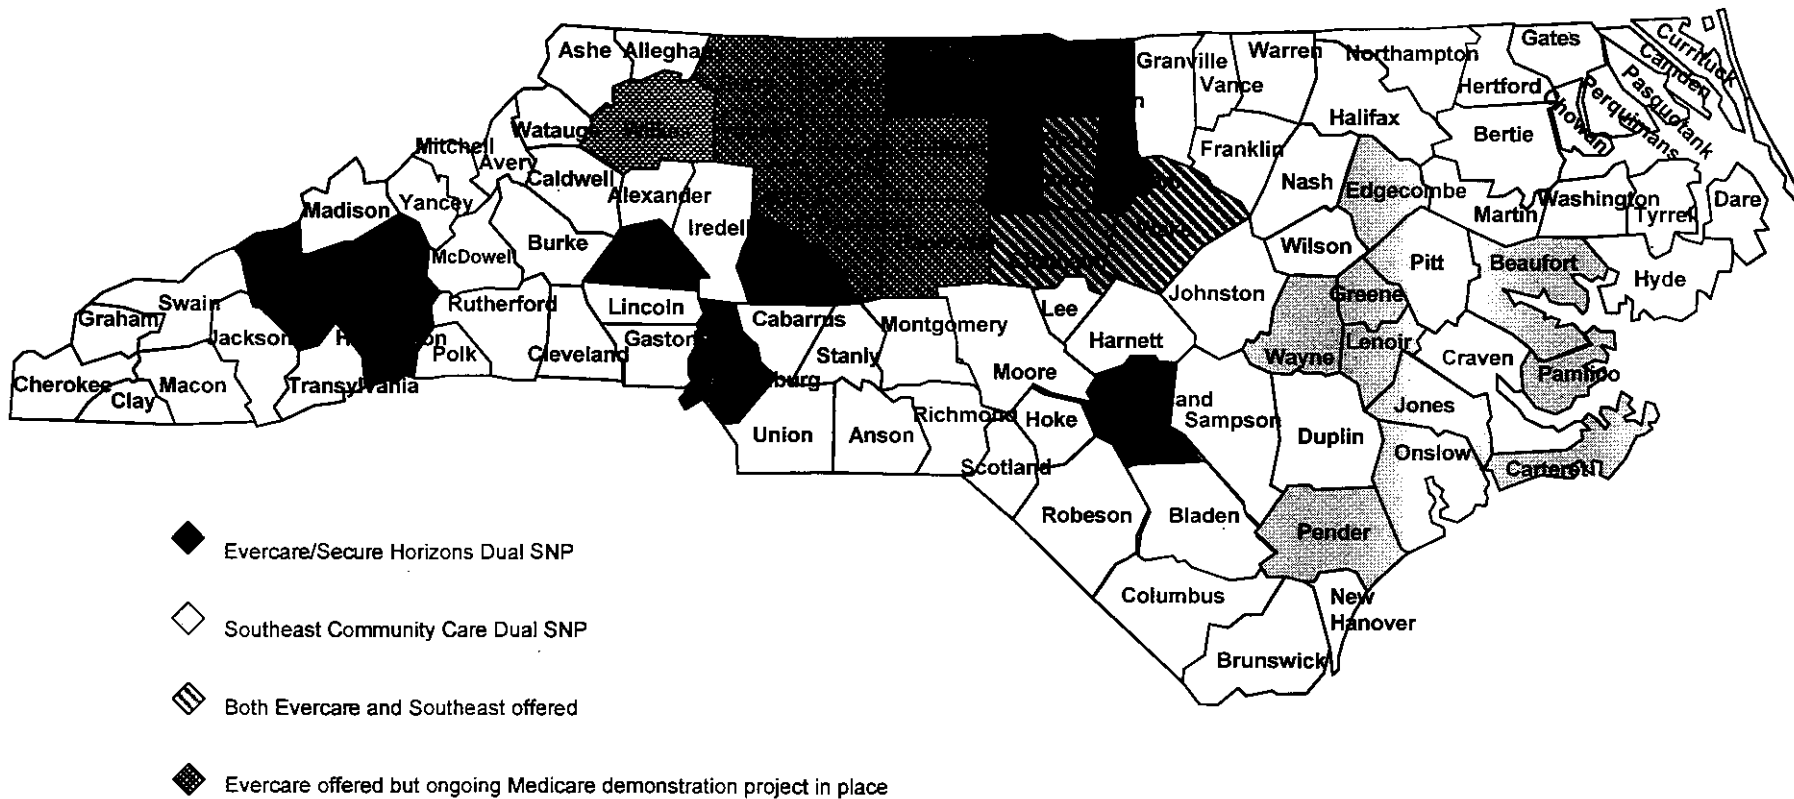 Ashe
Allegha
Granville
Vance
Warren
Northampton
Gates
Currituck
Camden
Pasquotank
Perquimans
Chowan
Hertford
Halifax
Bertie
Watauga
Wilkes
Mitchell
Avery
Caldwell
Alexander
Franklin
Nash
Edgecombe
Martin
Washington
Tyrrell
Dare
Madison
Yancey
Iredell
Burke
McDowell
Wilson
Pitt
Beaufort
Hyde
Swain
Graham
Jackson
Rutherford
Lincoln
Cabarrus
Montgomery
Lee
Johnston
Greene
Polk
Cleveland
Gaston
Stanly
Harnett
Wayne
Lenoir
Craven
Pamlico
Cherokee
Clay
Macon
Transylvania
Moore
Richmond
Hoke
and
Sampson
Jones
Union
Anson
Duplin
Onslow
Scotland
Carteret
Robeson
Bladen
Pender
Columbus
New
Hanover
Brunswick
Evercare/Secure Horizons Dual SNP
Southeast Community Care Dual SNP
Both Evercare and Southeast offered
Evercare offered but ongoing Medicare demonstration project in place